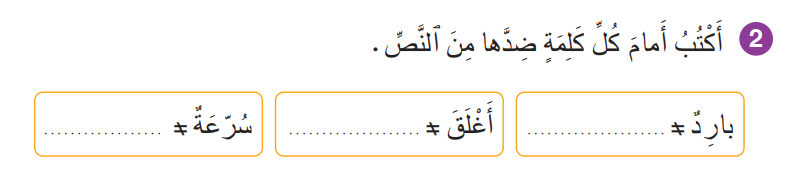 2 أَكْتُبُ أَمامَ كُلِّ كَلِمَةٍ ضِدَّها مِنَ ٱلنَّصِّ .
بارِدٌ ≠ ..................... أَغْلَقَ ≠ .................... سُرّعَةٌ ≠ ..................